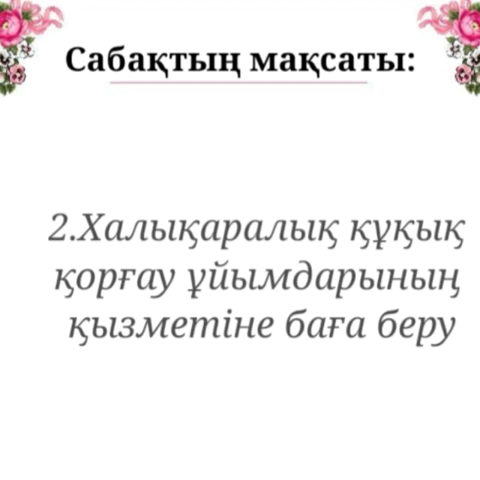 Сабақтың мақсаты:
2.Халықаралық құқық
қорғау ұйымдарының
қызметіне баға беру